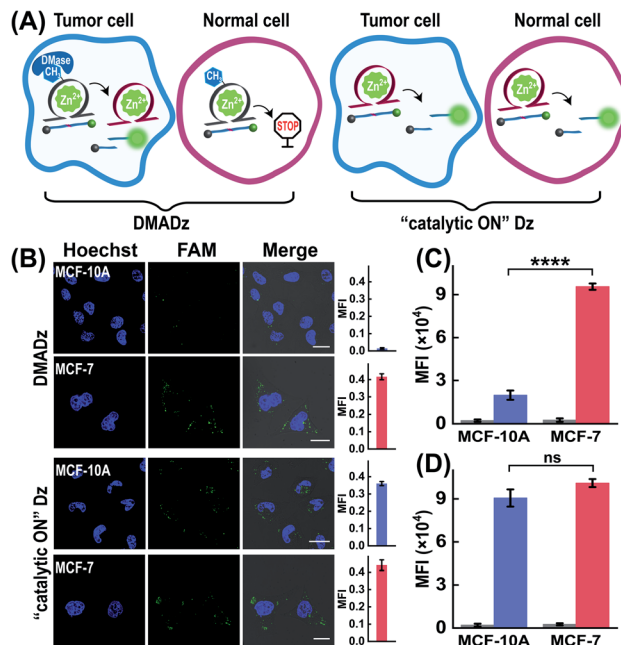 (A)
Tumor cell
Normal cell
Tumor cell
Normal cell
DMase
CH3
Zn2+
Zn2+
CH3
Zn2+
STOP
Zn2+
Zn2+
DMADz
“catalytic ON” Dz
(B)
Hoechst
FAM
Merge
DMADz
MCF-10A
MFI
0.4
0.3
0.2
0.1
0.0
MCF-7
MFI
0.4
0.3
0.2
0.1
0.0
“catalytic ON” Dz
MCF-10A
MFI
0.4
0.3
0.2
0.1
0.0
MCF-7
MFI
0.4
0.3
0.2
0.1
0.0
(C)
****
MFI (×10⁴)
9
6
3
0
MCF-10A
MCF-7
(D)
ns
MFI (×10⁴)
9
6
3
0
MCF-10A
MCF-7